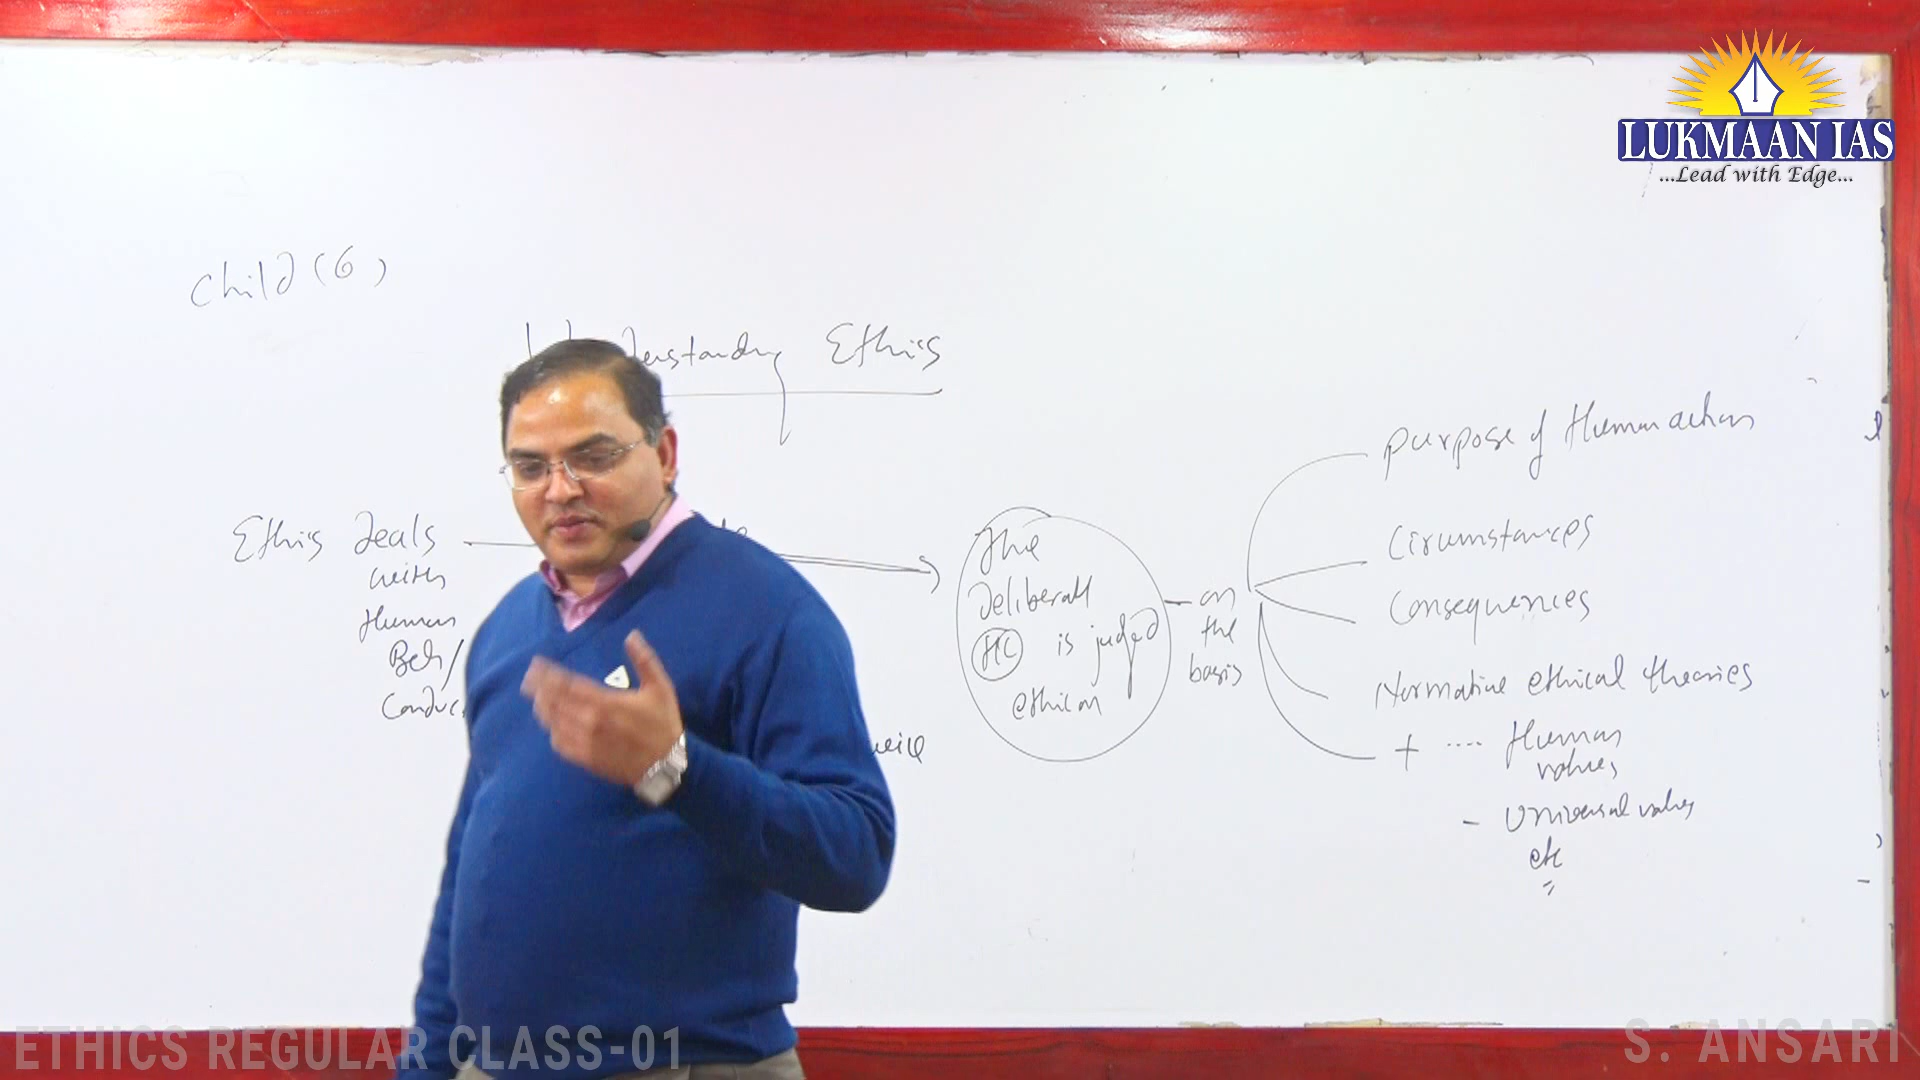 LUKMAAN IAS
...Lead with Edge...
Child (6)
Understanding Ethics
Ethics deals
with
Human
Beh/
Conduc
The
deliberate
HC is judged
ethical
on
the
basis
purpose of Human action
Circumstances
Consequences
Normative ethical theories
+ .... Human
values
- Universal values
etc
ETHICS REGULAR CLASS-01
S. ANSARI